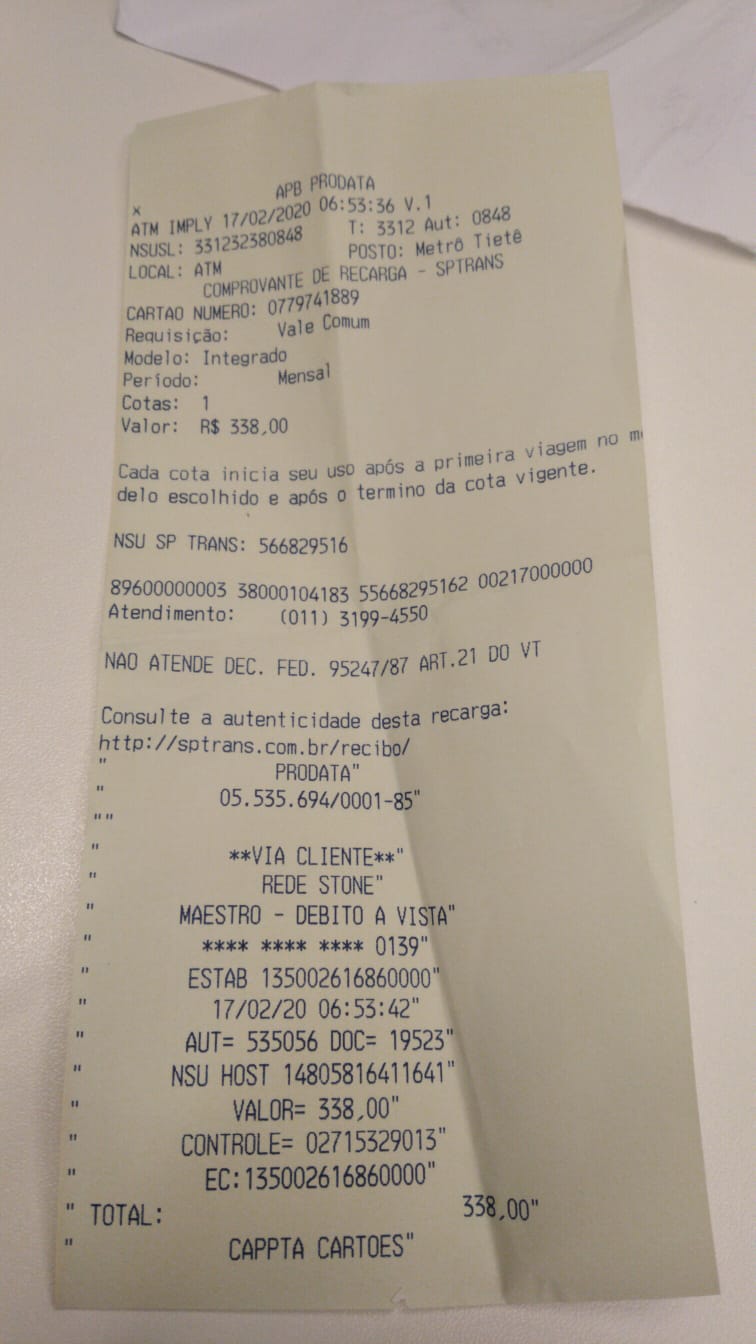 APB PRODATA
x
ATM IMPLY 17/02/2020 06:53:36 V.1
NSUSL: 331232380848 T: 3312 Aut: 0848
LOCAL: ATM POSTO: Metrô Tietê
COMPROVANTE DE RECARGA - SPTRANS
CARTAO NUMERO: 0779741889
Requisição: Vale Comum
Modelo: Integrado
Período: Mensal
Cotas: 1
Valor: R$ 338,00
Cada cota inicia seu uso após a primeira viagem no mo
delo escolhido e após o termino da cota vigente.
NSU SP TRANS: 566829516
89600000003 38000104183 55668295162 00217000000
Atendimento: (011) 3199-4550
NAO ATENDE DEC. FED. 95247/87 ART.21 DO VT
Consulte a autenticidade desta recarga:
http://sptrans.com.br/recibo/
" PRODATA"
" 05.535.694/0001-85"
""
" **VIA CLIENTE**"
" REDE STONE"
" MAESTRO - DEBITO A VISTA"
" **** **** **** 0139"
" ESTAB 135002616860000"
" 17/02/20 06:53:42"
" AUT= 535056 DOC= 19523"
" NSU HOST 14805816411641"
" VALOR= 338,00"
" CONTROLE= 02715329013"
" EC:135002616860000"
" TOTAL: 338,00"
" CAPPTA CARTOES"